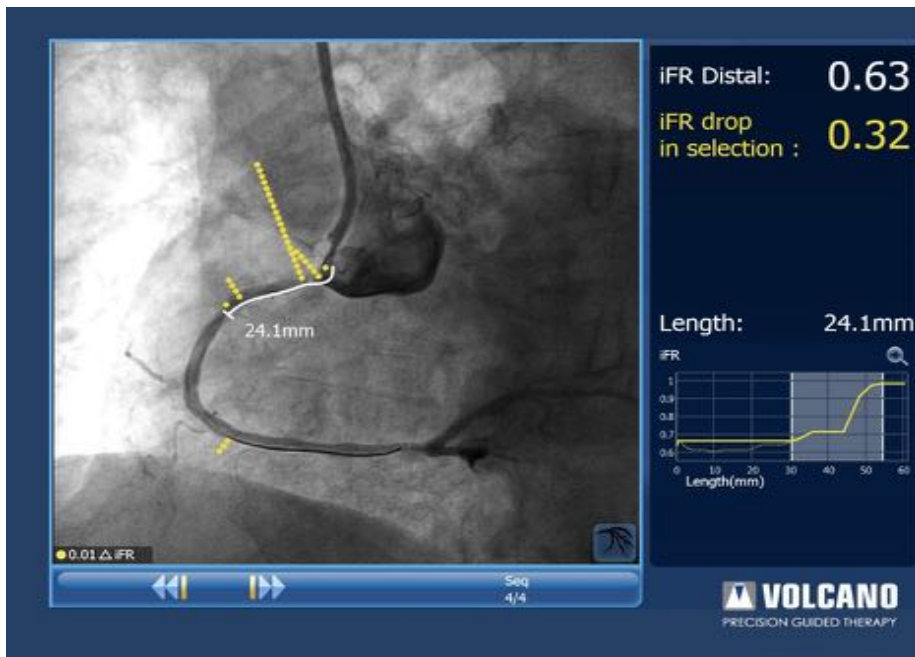 iFR Distal: 0.63
iFR drop
in selection : 0.32
24.1mm
Length: 24.1mm
iFR
1
0.9
0.8
0.7
0.6
0 10 20 30 40 50 60
Length(mm)
0.01 △ iFR
Seq
4/4
VOLCANO
PRECISION GUIDED THERAPY